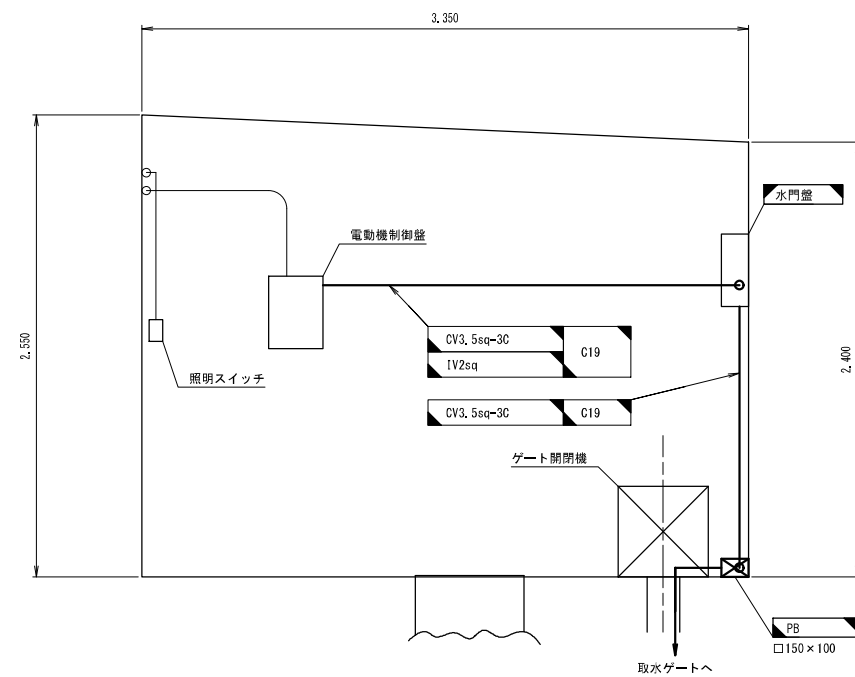 3.350
水門盤
電動機制御盤
2.550
CV3.5sq-3C
C19
IV2sq
2.400
照明スイッチ
CV3.5sq-3C
C19
ゲート開閉機
PB
□150×100
取水ゲートへ